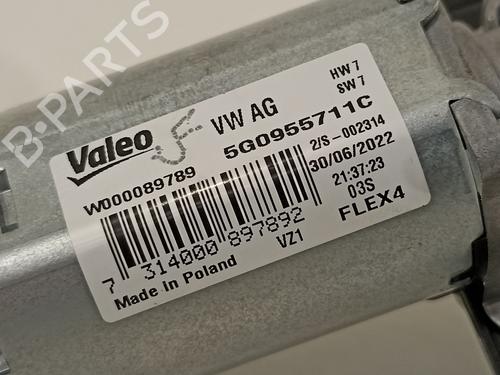 B-PARTS
HW 7
SW 7
Valeo
VW AG
5G0955711C
W000089789
2/S-002314
30/06/2022
21:37:23
03S
FLEX4
7 314000 897892
VZ1
Made in Poland